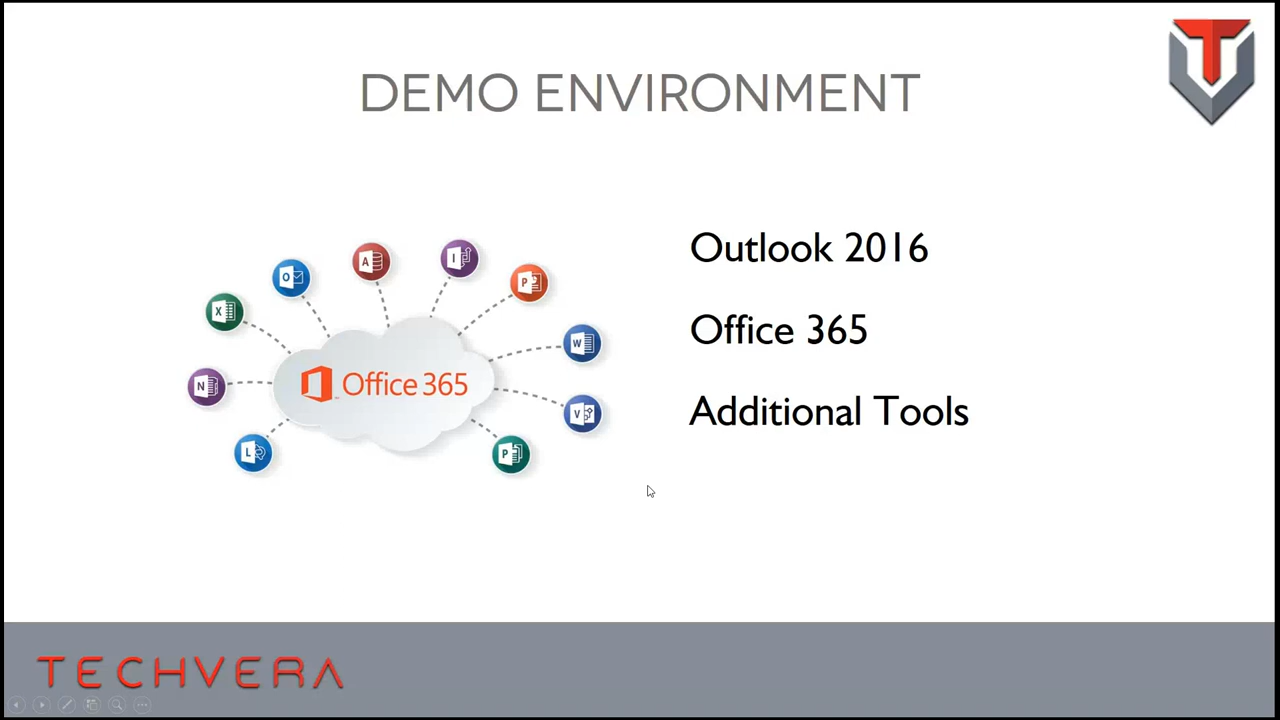 DEMO ENVIRONMENT
Outlook 2016
Office 365
Additional Tools
A
I
O
P
X
W
Office 365
N
V
L
P
TECHVERA